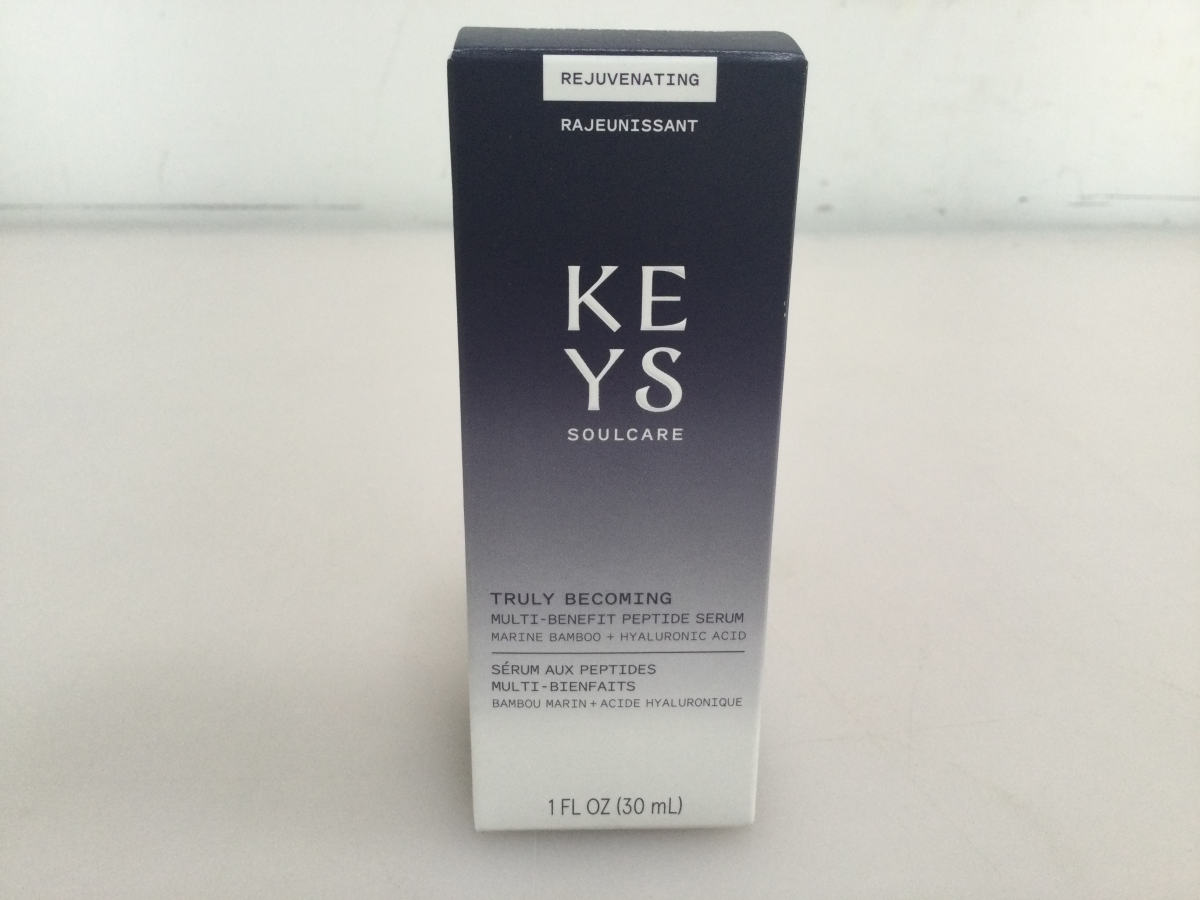 REJUVENATING
RAJEUNISSANT
KE
YS
SOULCARE
TRULY BECOMING
MULTI-BENEFIT PEPTIDE SERUM
MARINE BAMBOO + HYALURONIC ACID
SÉRUM AUX PEPTIDES
MULTI-BIENFAITS
BAMBOU MARIN + ACIDE HYALURONIQUE
1 FL OZ (30 mL)